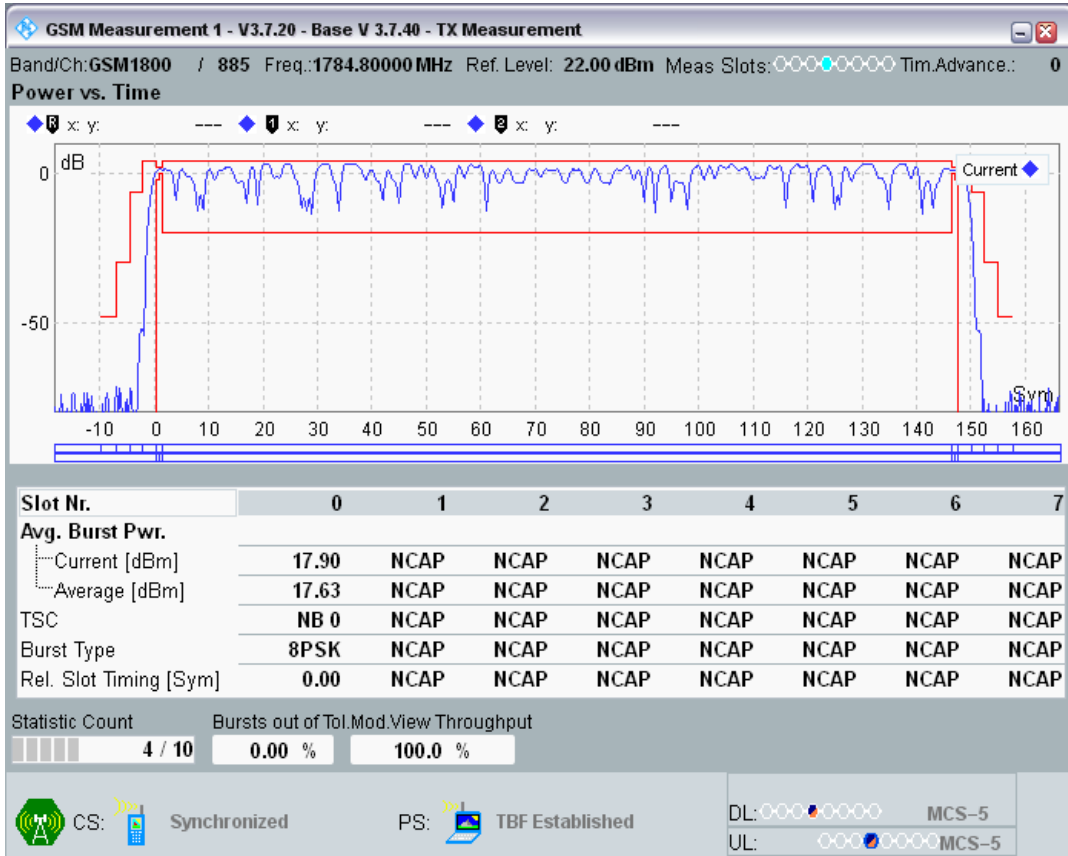 GSM Measurement 1 - V3.7.20 - Base V 3.7.40 - TX Measurement
Band/Ch:GSM1800 / 885 Freq.:1784.80000 MHz Ref. Level: 22.00 dBm Meas Slots: Tim.Advance.: 0
Power vs. Time
R x: y: --- 1 x: y: --- 2 x: y: ---
dB
Current
0
-50
Sym
-10 0 10 20 30 40 50 60 70 80 90 100 110 120 130 140 150 160
Slot Nr. 0 1 2 3 4 5 6 7
Avg. Burst Pwr.
Current [dBm] 17.90 NCAP NCAP NCAP NCAP NCAP NCAP NCAP
Average [dBm] 17.63 NCAP NCAP NCAP NCAP NCAP NCAP NCAP
TSC NB 0 NCAP NCAP NCAP NCAP NCAP NCAP NCAP
Burst Type 8PSK NCAP NCAP NCAP NCAP NCAP NCAP NCAP
Rel. Slot Timing [Sym] 0.00 NCAP NCAP NCAP NCAP NCAP NCAP NCAP
Statistic Count Bursts out of Tol. Mod.View Throughput
4 / 10 0.00 % 100.0 %
CS: Synchronized PS: TBF Established
DL: MCS-5
UL: MCS-5